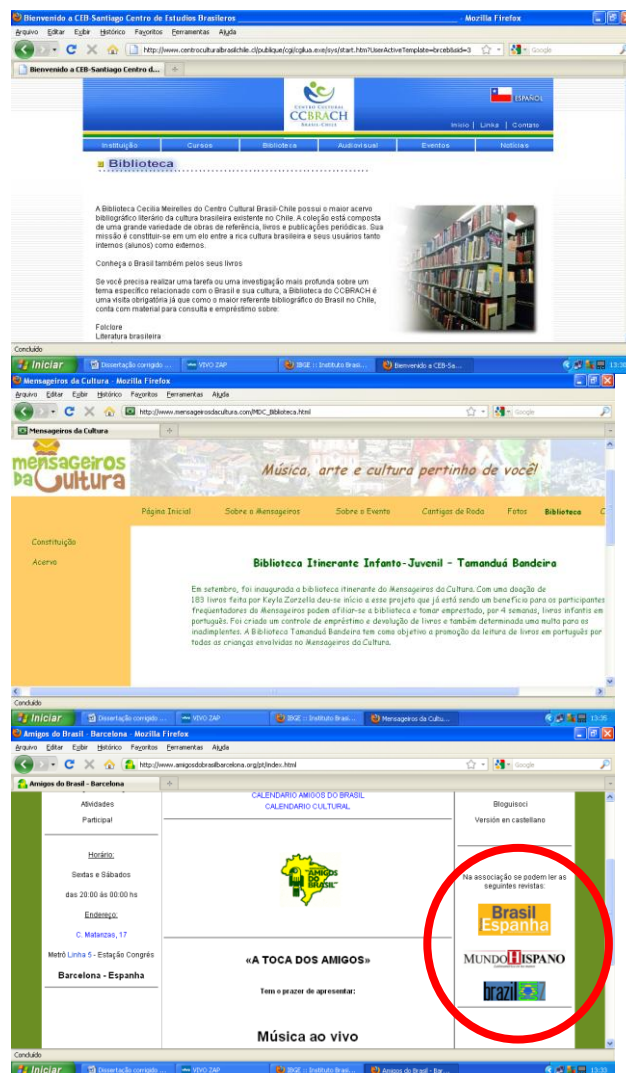 Bienvenido a CEB-Santiago Centro de Estudios Brasileros - Mozilla Firefox
Arquivo Editar Exibir Histórico Favoritos Ferramentas Ajuda
http://www.centroculturalbrasilchile.cl/publique/cgi/cgilua.exe/sys/start.htm?UserActiveTemplate=brceb&sid=3 Google
Bienvenido a CEB-Santiago Centro d...
CENTRO CULTURAL
CCBRACH
BRASIL-CHILE
ESPAÑOL
Início | Links | Contato
Instituição Cursos Biblioteca Audiovisual Eventos Notícias
Biblioteca
A Biblioteca Cecilia Meirelles do Centro Cultural Brasil-Chile possui o maior acervo
bibliográfico literário da cultura brasileira existente no Chile. A coleção está composta
de uma grande variedade de obras de referência, livros e publicações periódicas. Sua
missão é constituir-se em um elo entre a rica cultura brasileira e seus usuários tanto
internos (alunos) como externos.
Conheça o Brasil também pelos seus livros
Se você precisa realizar uma tarefa ou uma investigação mais profunda sobre um
tema específico relacionado com o Brasil e sua cultura, a Biblioteca do CCBRACH é
uma visita obrigatória já que como o maior referente bibliográfico do Brasil no Chile,
conta com material para consulta e empréstimo sobre:
Folclore
Literatura brasileira
Concluído
Iniciar Dissertação corrigido ... VIVO ZAP IBGE :: Instituto Brasi... Bienvenido a CEB-Sa... 13:30
Mensageiros da Cultura - Mozilla Firefox
Arquivo Editar Exibir Histórico Favoritos Ferramentas Ajuda
http://www.mensageirosdacultura.com/MDC_Biblioteca.html Google
Mensageiros da Cultura
mensageiros
da Cultura
Música, arte e cultura pertinho de você!
Página Inicial Sobre o Mensageiros Sobre o Evento Cantigas de Roda Fotos Biblioteca C
Constituição
Acervo
Biblioteca Itinerante Infanto-Juvenil - Tamanduá Bandeira
Em setembro, foi inaugurada a biblioteca itinerante do Mensageiros da Cultura. Com uma doação de
183 livros feita por Keyla Zarzella deu-se início a esse projeto que já está sendo um benefício para os participantes
freqüentadores do Mensageiros podem afiliar-se a biblioteca e tomar emprestado, por 4 semanas, livros infantis em
português. Foi criado um controle de empréstimo e devolução de livros e também determinada uma multa para os
inadimplentes. A Biblioteca Tamanduá Bandeira tem como objetivo a promoção da leitura de livros em português por
todas as crianças envolvidas no Mensageiros da Cultura.
Concluído
Iniciar Dissertação corrigido ... VIVO ZAP IBGE :: Instituto Brasi... Mensageiros da Cultu... 13:35
Amigos do Brasil - Barcelona - Mozilla Firefox
Arquivo Editar Exibir Histórico Favoritos Ferramentas Ajuda
http://www.amigosdobrasilbarcelona.org/pt/index.html Google
Amigos do Brasil - Barcelona
Atividades
Participa!
Horário:
Sextas e Sábados
das 20:00 às 00:00 hs
Endereço:
C. Matanzas, 17
Metrô Linha 5 - Estação Congrés
Barcelona - Espanha
CALENDARIO AMIGOS DO BRASIL
CALENDARIO CULTURAL
"AMIGOS
DO
BRASIL"
«A TOCA DOS AMIGOS»
Tem o prazer de apresentar:
Música ao vivo
Bloguisoci
Versión en castellano
Na associação se podem ler as
seguintes revistas:
Brasil
Espanha
MUNDO HISPANO
brazil Z
Concluído
Iniciar Dissertação corrigido ... VIVO ZAP IBGE :: Instituto Brasi... Amigos do Brasil - Bar... 13:33